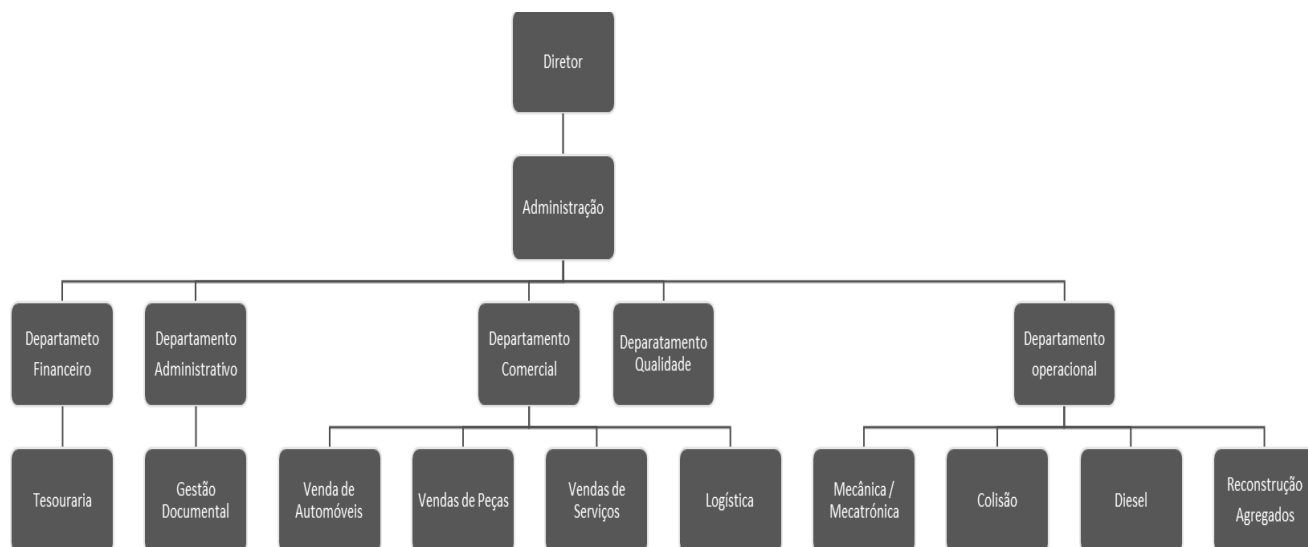 Diretor
Administração
Departameto
Financeiro
Departamento
Administrativo
Departamento
Comercial
Deparatamento
Qualidade
Departamento
operacional
Tesouraria
Gestão
Documental
Venda de
Automóveis
Vendas de Peças
Vendas de
Serviços
Logística
Mecânica /
Mecatrónica
Colisão
Diesel
Reconstrução
Agregados